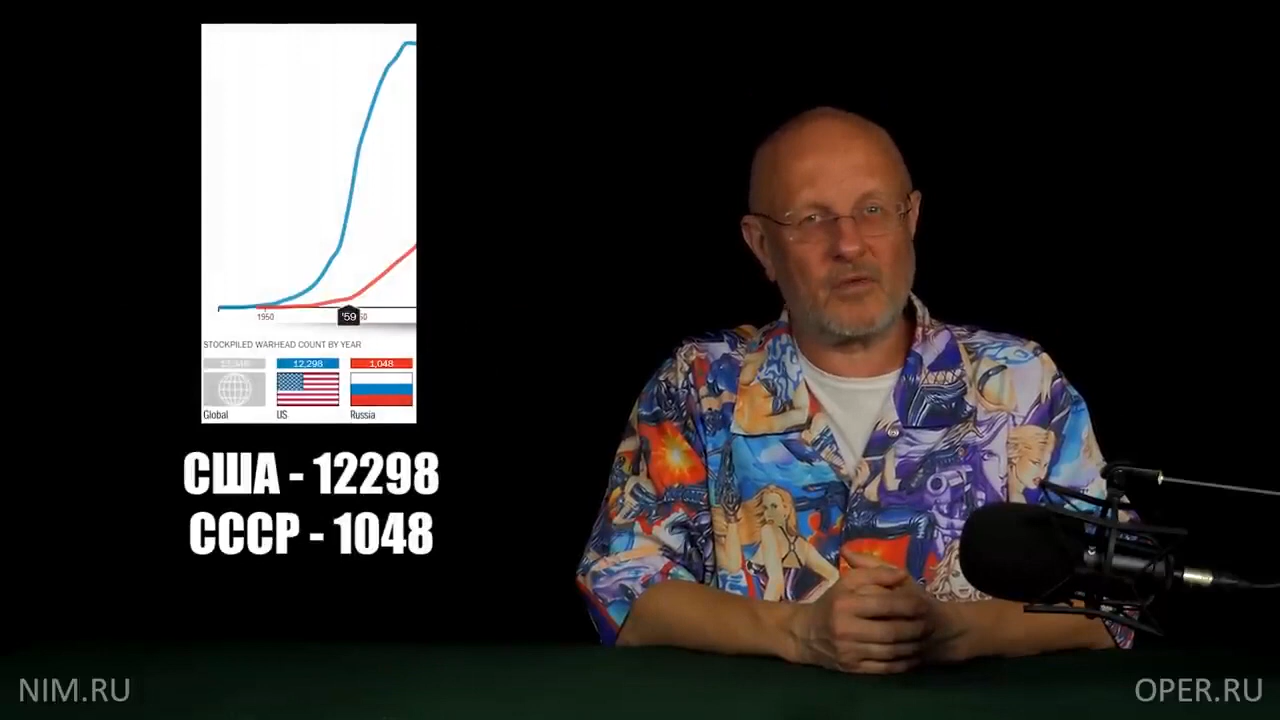 1950
'59
STOCKPILED WARHEAD COUNT BY YEAR
12,298 1,048
Global US Russia
США - 12298
СССР - 1048
NIM.RU
OPER.RU